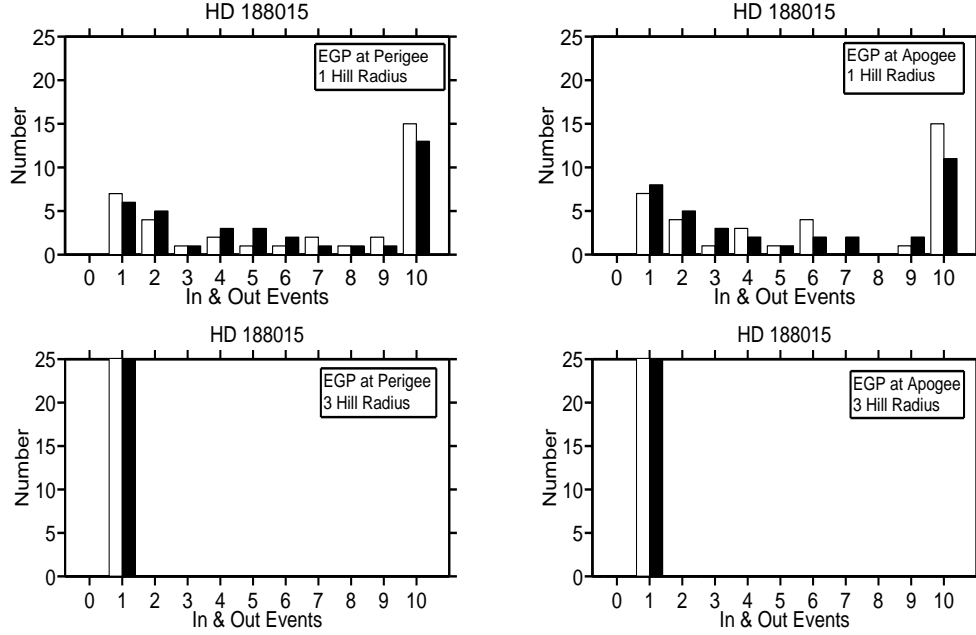 HD 188015
25
20
15
10
5
0
Number
EGP at Perigee
1 Hill Radius
0 1 2 3 4 5 6 7 8 9 10
In & Out Events
HD 188015
25
20
15
10
5
0
Number
EGP at Apogee
1 Hill Radius
0 1 2 3 4 5 6 7 8 9 10
In & Out Events
HD 188015
25
20
15
10
5
0
Number
EGP at Perigee
3 Hill Radius
0 1 2 3 4 5 6 7 8 9 10
In & Out Events
HD 188015
25
20
15
10
5
0
Number
EGP at Apogee
3 Hill Radius
0 1 2 3 4 5 6 7 8 9 10
In & Out Events